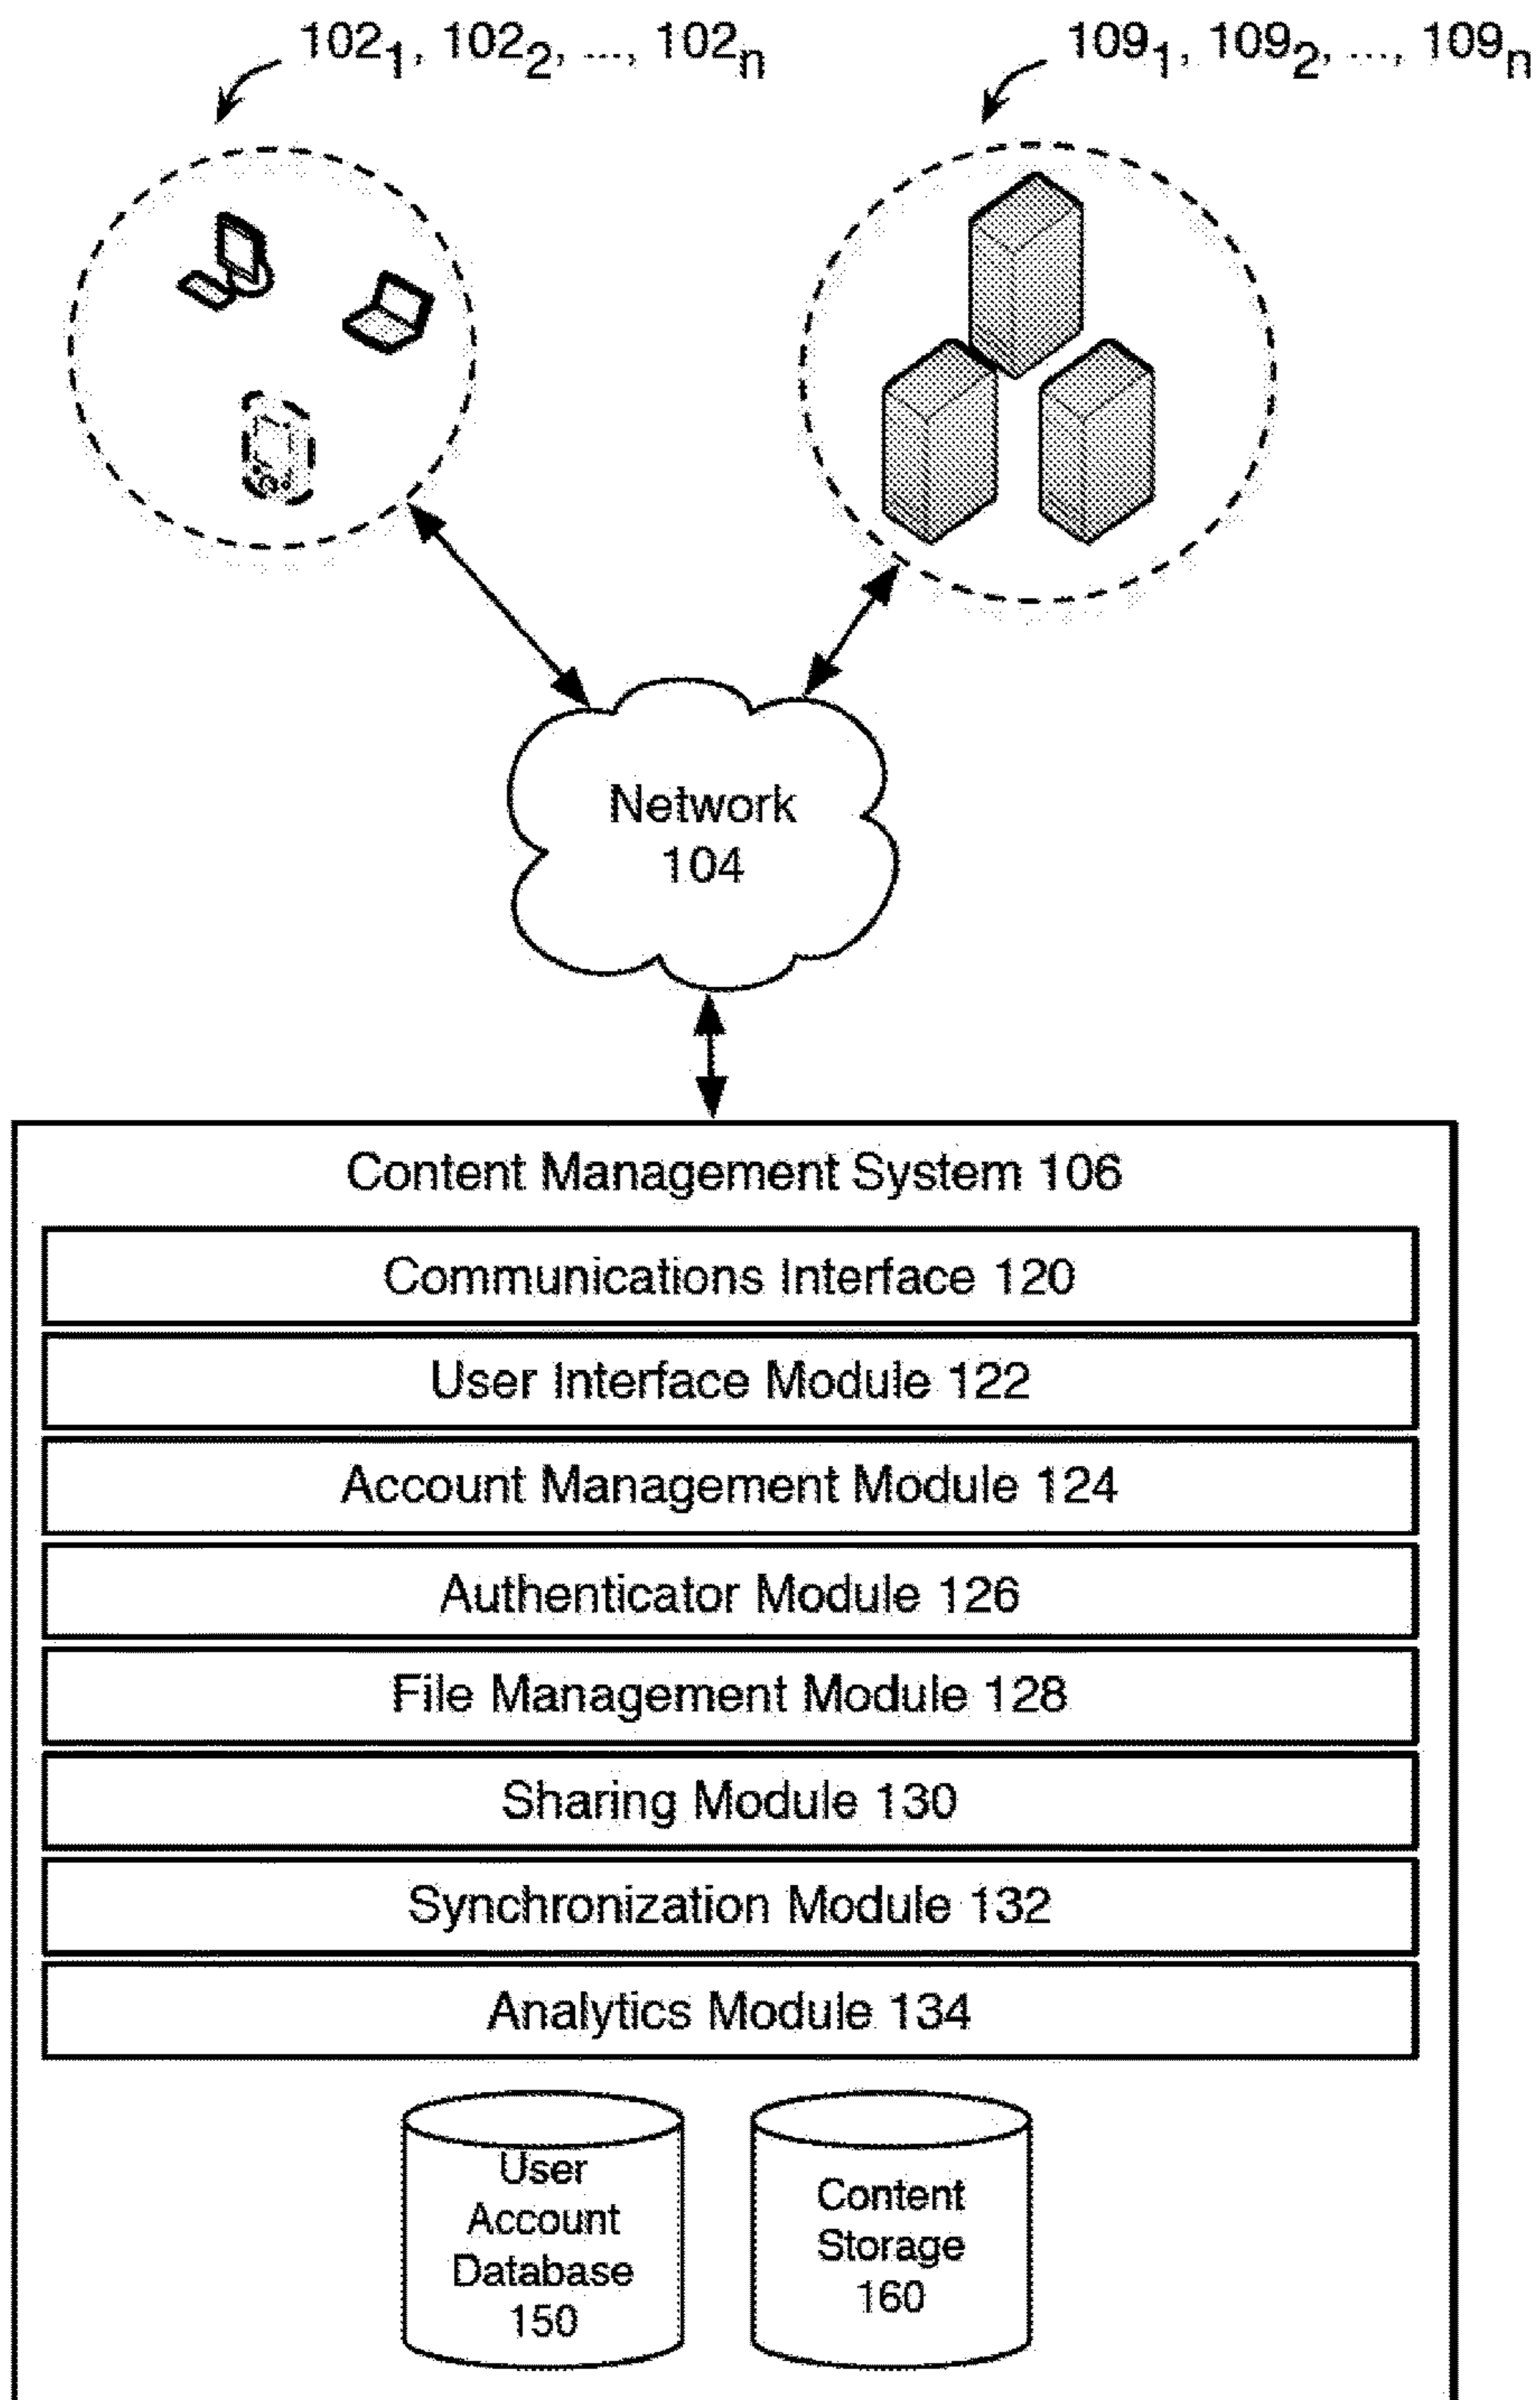 102₁, 102₂, ..., 102ₙ
109₁, 109₂, ..., 109ₙ
Network
104
Content Management System 106
Communications Interface 120
User Interface Module 122
Account Management Module 124
Authenticator Module 126
File Management Module 128
Sharing Module 130
Synchronization Module 132
Analytics Module 134
User
Account
Database
150
Content
Storage
160